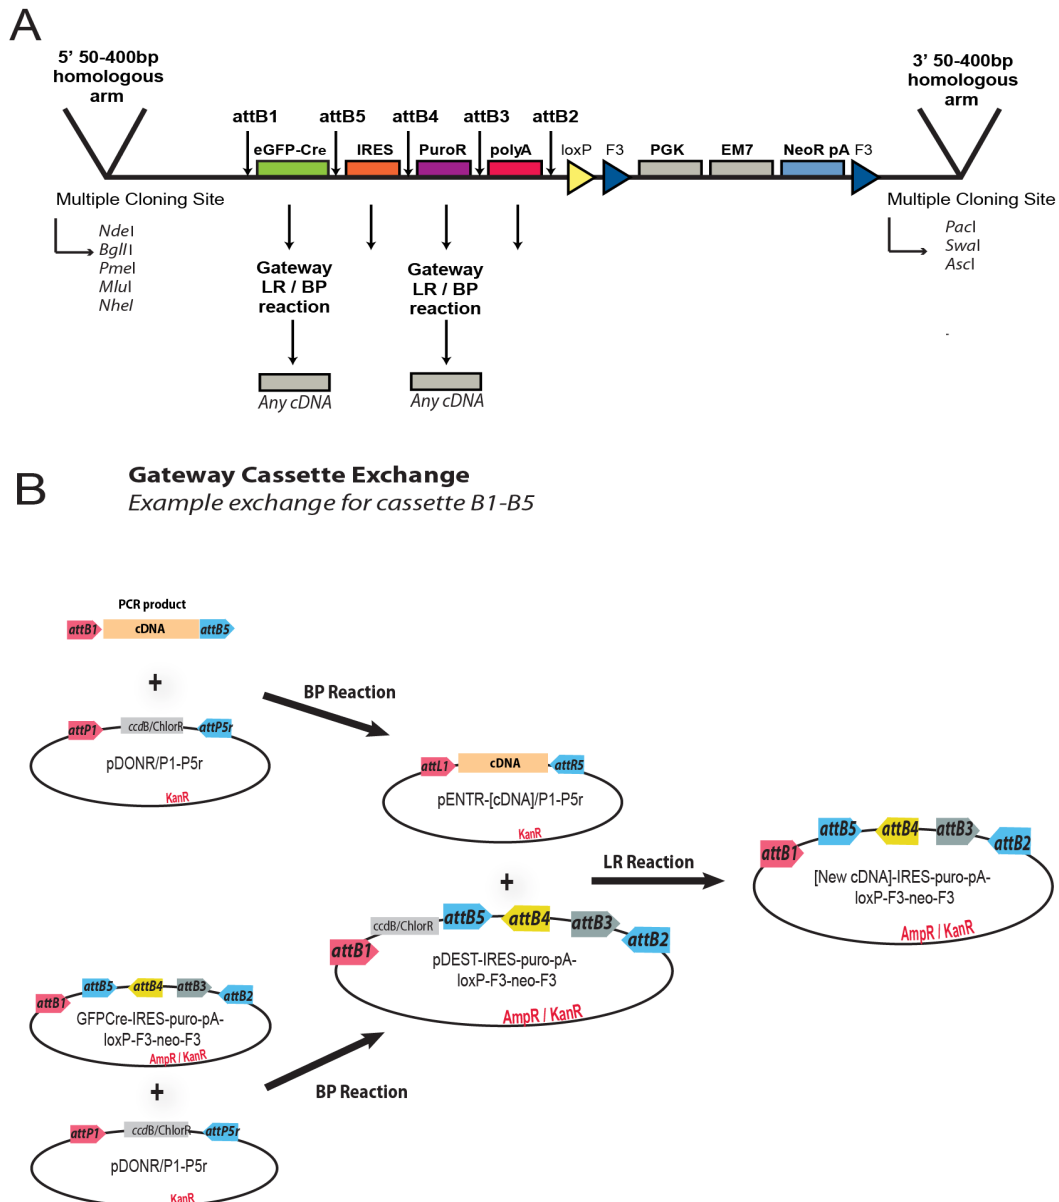 A
5’ 50-400bp
homologous
arm
3’ 50-400bp
homologous
arm
attB1
attB5
attB4
attB3
attB2
eGFP-Cre
IRES
PuroR
polyA
loxP
F3
PGK
EM7
NeoR pA
F3
Multiple Cloning Site
NdeI
BglII
PmeI
MluI
NheI
Multiple Cloning Site
PacI
SwaI
AscI
Gateway
LR / BP
reaction
Any cDNA
Gateway
LR / BP
reaction
Any cDNA
-
B
Gateway Cassette Exchange
Example exchange for cassette B1-B5
PCR product
attB1
cDNA
attB5
+
BP Reaction
attP1
ccdB/ChlorR
attP5r
pDONR/P1-P5r
KanR
attL1
cDNA
attR5
pENTR-[cDNA]/P1-P5r
KanR
+
LR Reaction
attB1
ccdB/ChlorR
attB5
attB4
attB3
attB2
pDEST-IRES-puro-pA-
loxP-F3-neo-F3
AmpR / KanR
attB1
attB5
attB4
attB3
attB2
[New cDNA]-IRES-puro-pA-
loxP-F3-neo-F3
AmpR / KanR
attB1
attB5
attB4
attB3
attB2
GFPCre-IRES-puro-pA-
loxP-F3-neo-F3
AmpR / KanR
+
BP Reaction
attP1
ccdB/ChlorR
attP5r
pDONR/P1-P5r
KanR